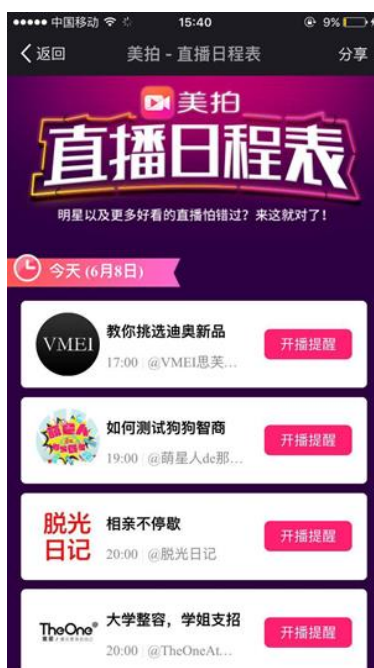 中国移动 15:40 9%
返回 美拍 - 直播日程表 分享
美拍
直播日程表
明星以及更多好看的直播怕错过?来这就对了!
今天 (6月8日)
VMEI
教你挑选迪奥新品
17:00 @VMEI思芙...
开播提醒
如何测试狗狗智商
19:00 @萌星人de那...
开播提醒
脱光
日记
相亲不停歇
20:00 @脱光日记
开播提醒
TheOne®
大学整容,学姐支招
20:00 @TheOneAt...
开播提醒